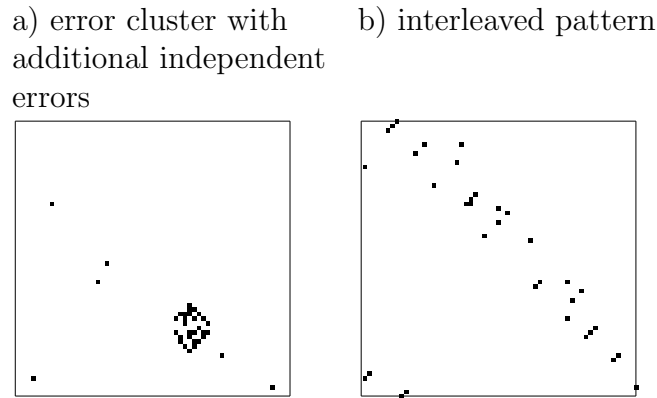 a) error cluster with
additional independent
errors
b) interleaved pattern